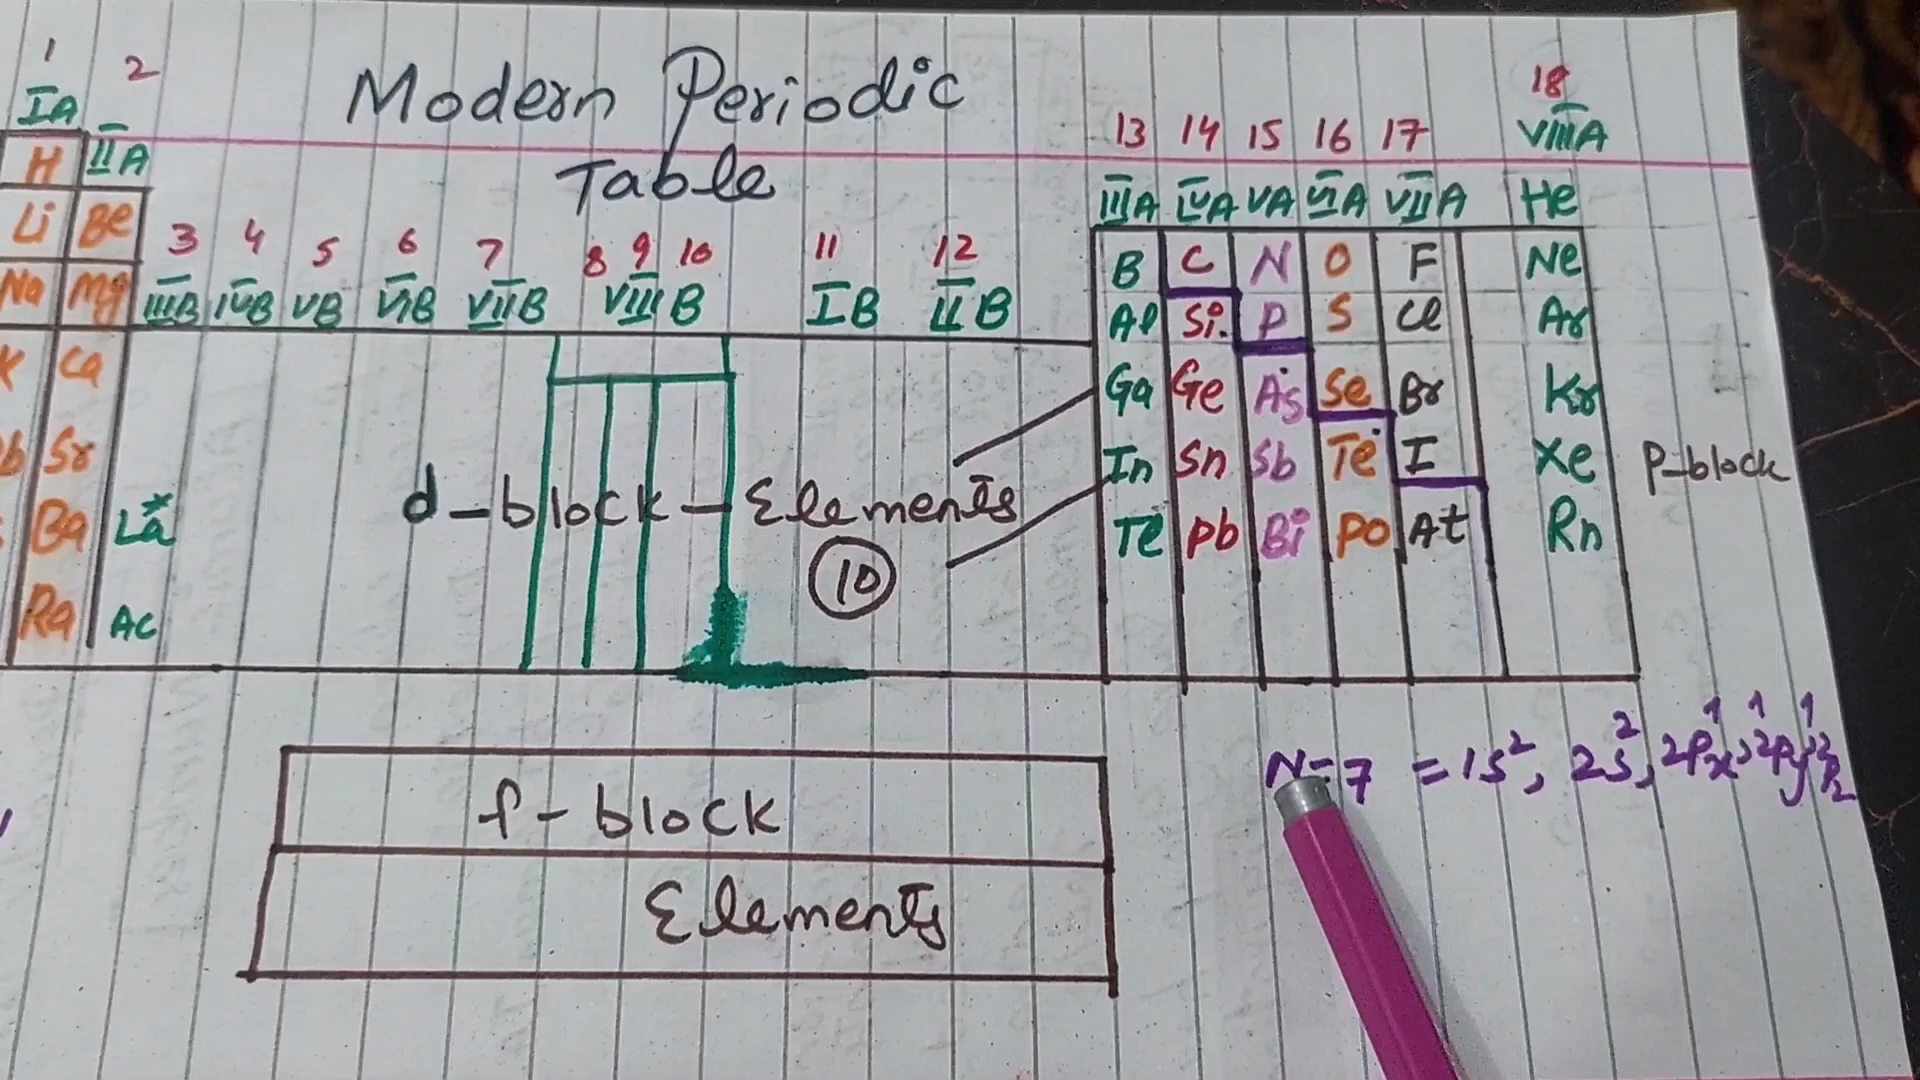 Modern Periodic
Table
1 2 18
IA IIA VIIIA
13 14 15 16 17
IIIA IVA VA VIA VIIA He
3 4 5 6 7 8 9 10 11 12
IIIB IVB VB VIB VIIB VIIIB IB IIB
H
Li Be B C N O F Ne
Na Mg Al Si P S Cl Ar
K Ca Ga Ge As Se Br Kr
b Sr In Sn Sb Te I Xe
Ba La* Te Pb Bi Po At Rn
Ra Ac
d-block-Elements
10
P-block
N-7 = 1s², 2s², 2Px¹, 2Py¹, 2Pz¹
f-block
Elements